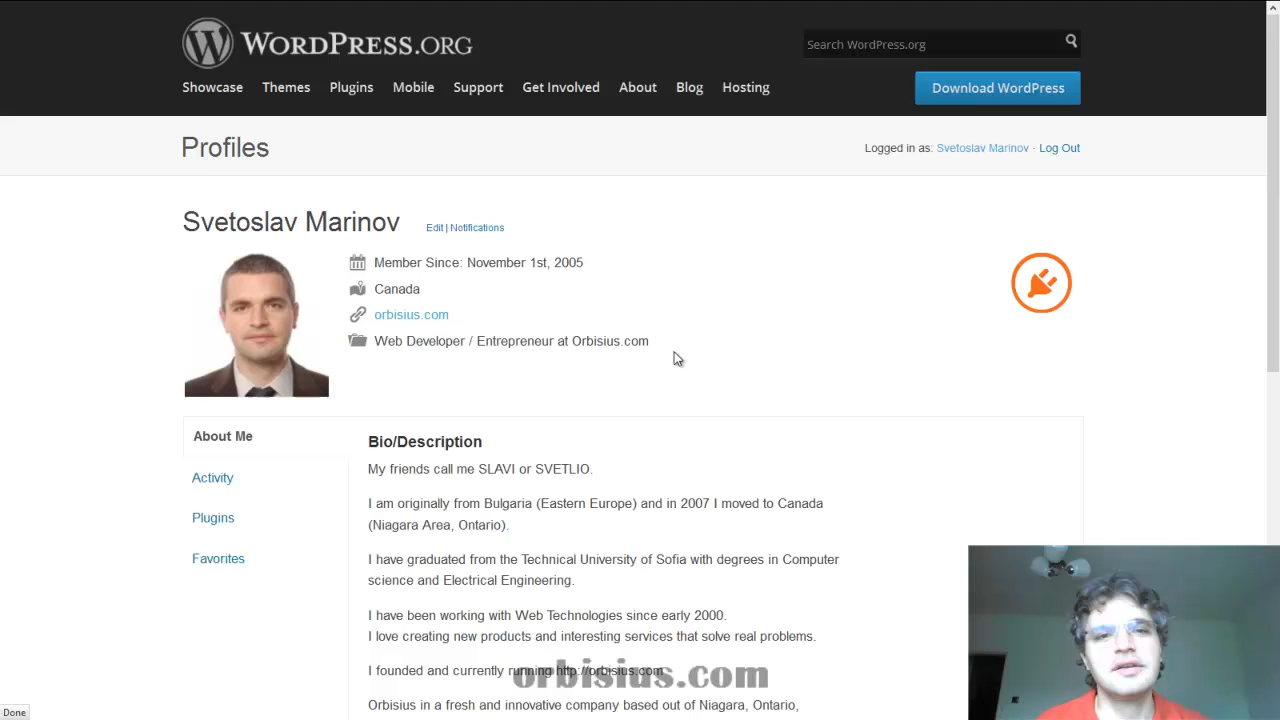 WORDPRESS.ORG
Search WordPress.org
Showcase Themes Plugins Mobile Support Get Involved About Blog Hosting
Download WordPress
Profiles
Logged in as: Svetoslav Marinov - Log Out
Svetoslav Marinov
Edit | Notifications
Member Since: November 1st, 2005
Canada
orbisius.com
Web Developer / Entrepreneur at Orbisius.com
About Me
Activity
Plugins
Favorites
Bio/Description
My friends call me SLAVI or SVETLIO.
I am originally from Bulgaria (Eastern Europe) and in 2007 I moved to Canada
(Niagara Area, Ontario).
I have graduated from the Technical University of Sofia with degrees in Computer
science and Electrical Engineering.
I have been working with Web Technologies since early 2000.
I love creating new products and interesting services that solve real problems.
I founded and currently running http://orbisius.com
orbisius.com
Orbisius in a fresh and innovative company based out of Niagara, Ontario,
Done